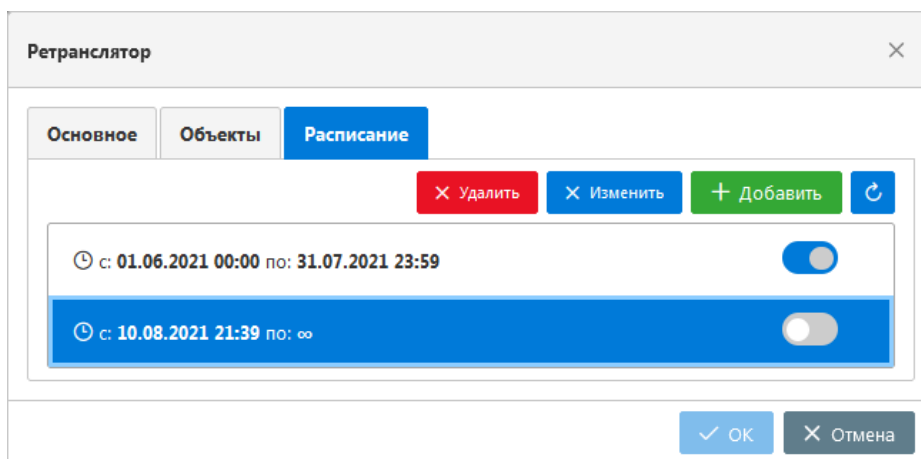 Ретранслятор
Основное Объекты Расписание
Удалить Изменить Добавить
с: 01.06.2021 00:00 по: 31.07.2021 23:59
с: 10.08.2021 21:39 по: ∞
ОК Отмена